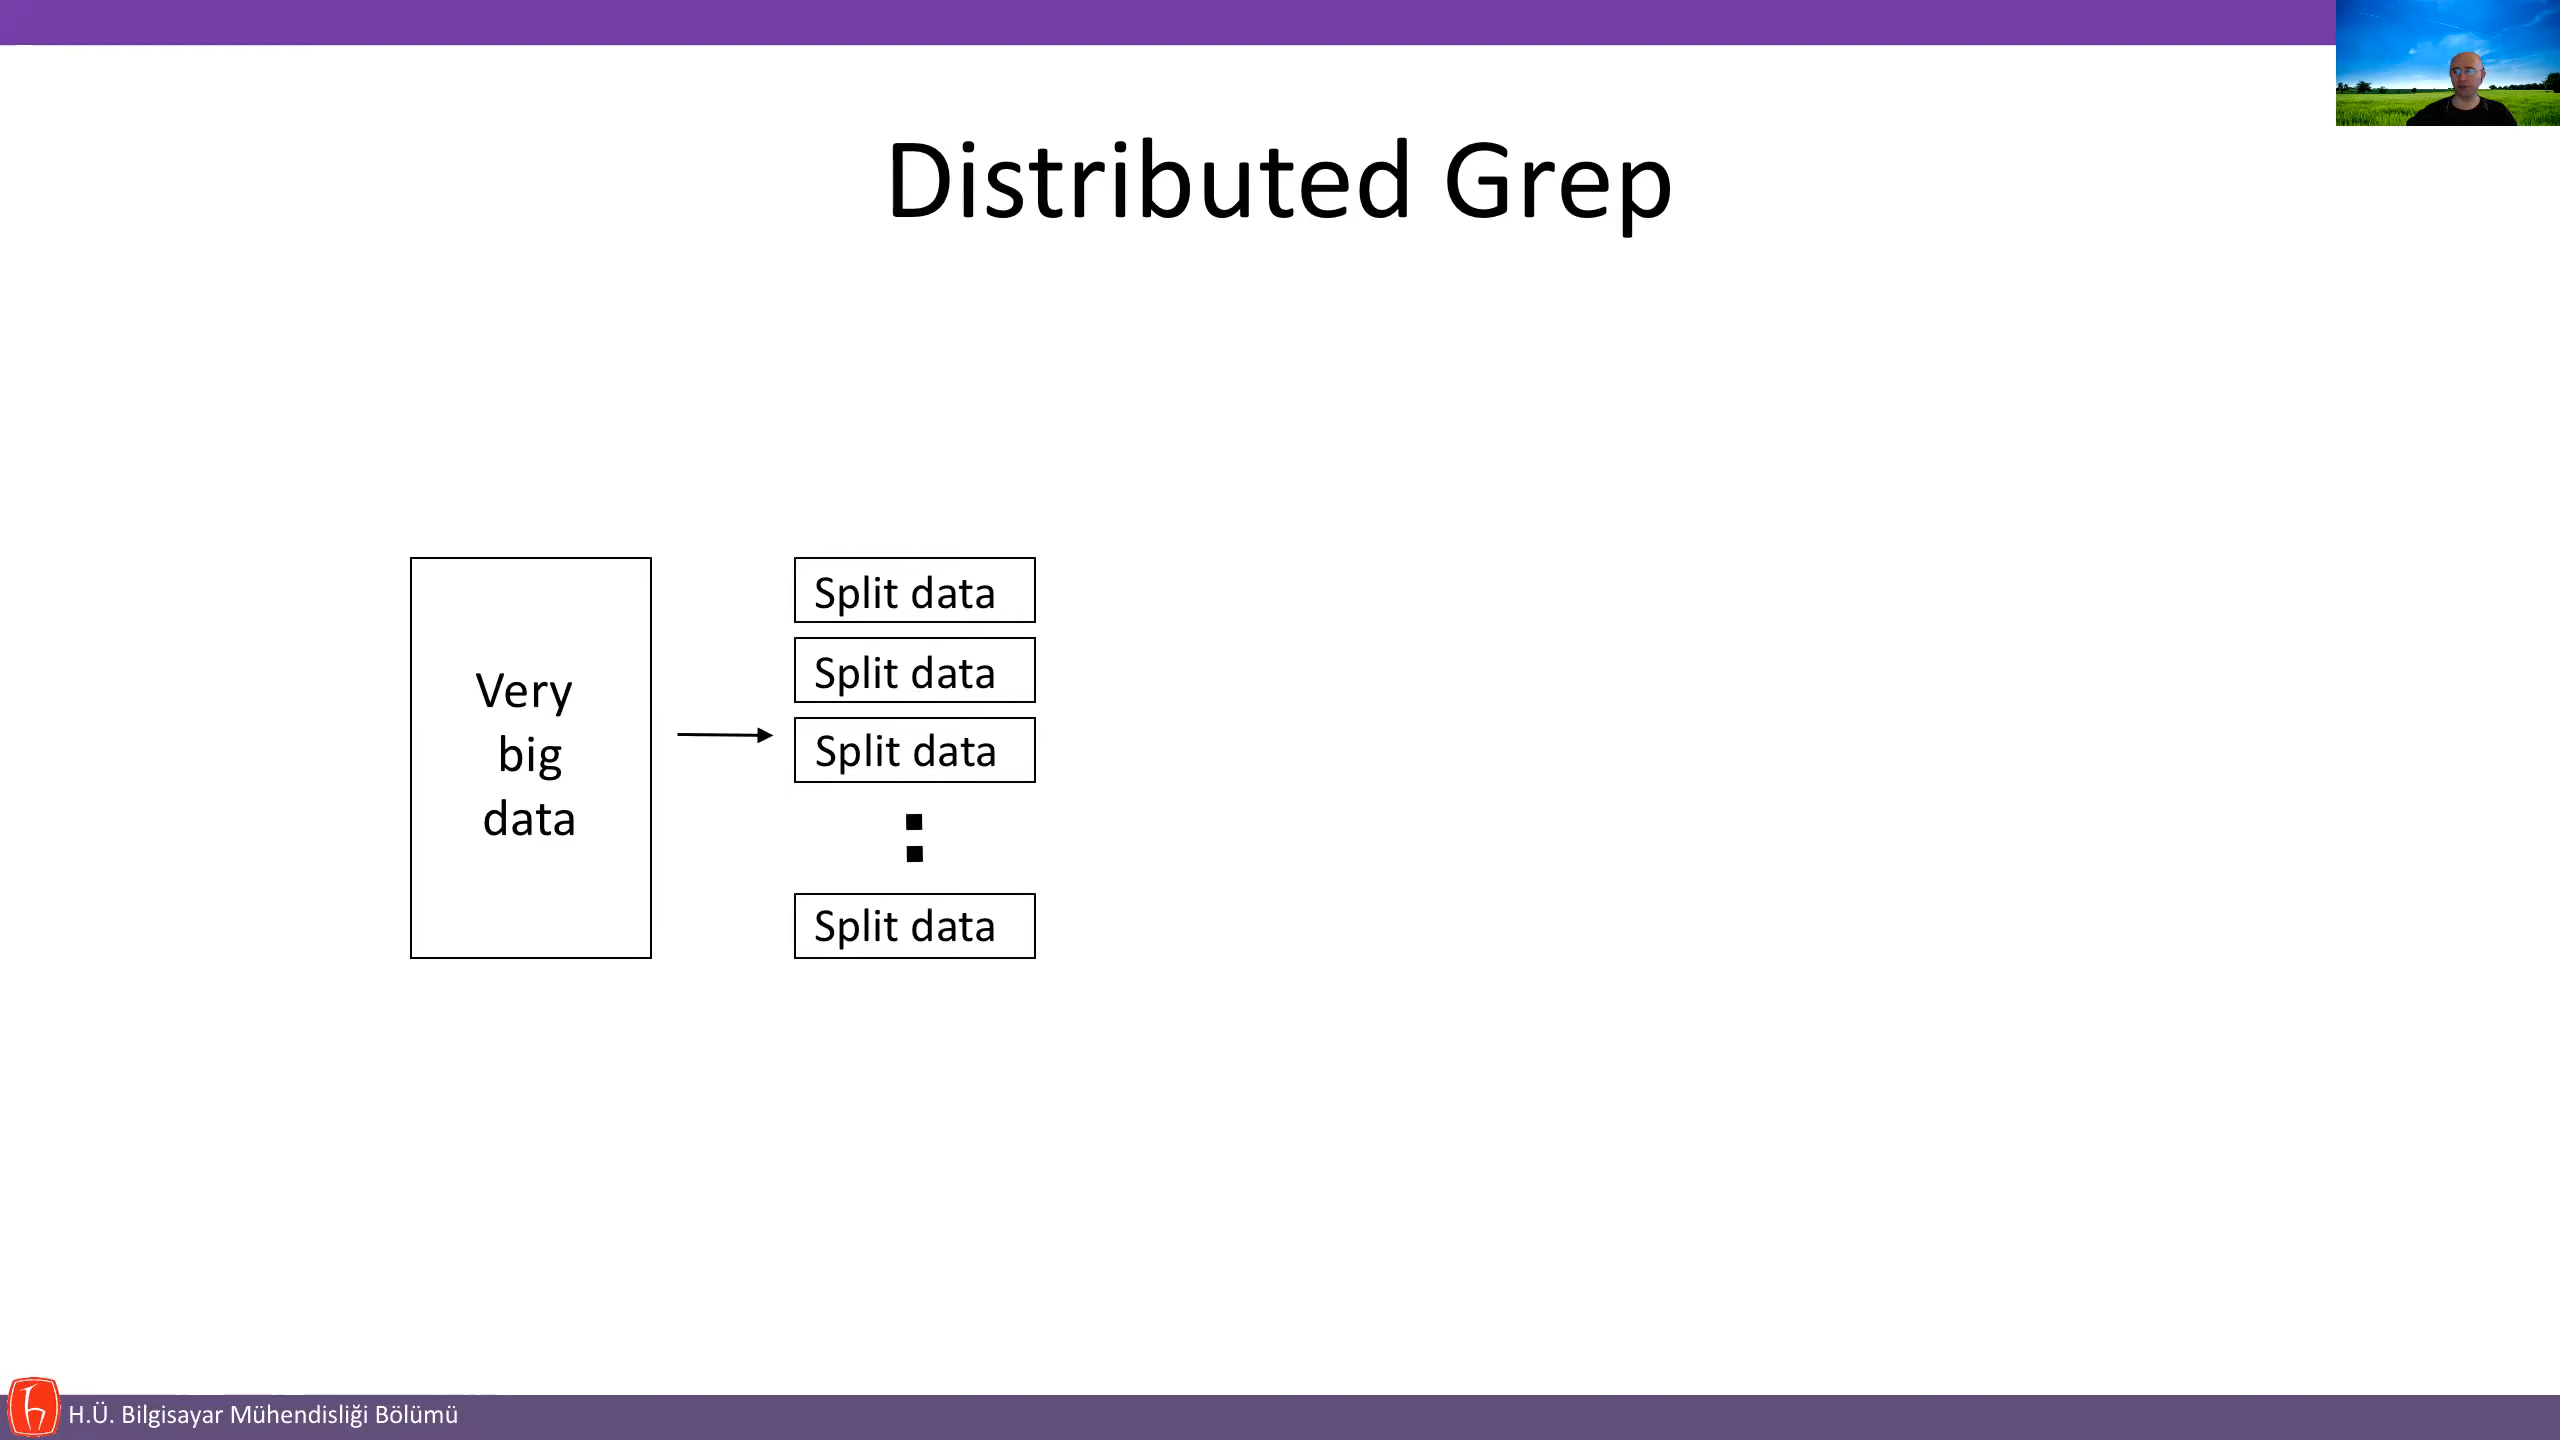 Distributed Grep
Very
big
data
Split data
Split data
Split data
Split data
H.Ü. Bilgisayar Mühendisliği Bölümü